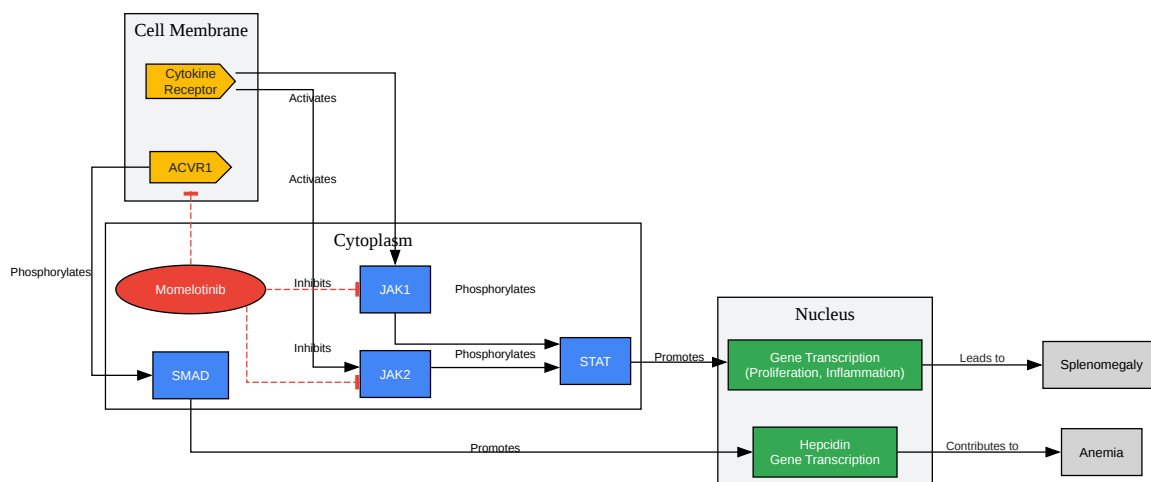 Cell Membrane
Cytokine
Receptor
Activates
ACVR1
Activates
Cytoplasm
Phosphorylates
Momelotinib
Inhibits
JAK1
Phosphorylates
Inhibits
SMAD
JAK2
Phosphorylates
STAT
Promotes
Nucleus
Gene Transcription
(Proliferation, Inflammation)
Leads to
Splenomegaly
Promotes
Hepcidin
Gene Transcription
Contributes to
Anemia